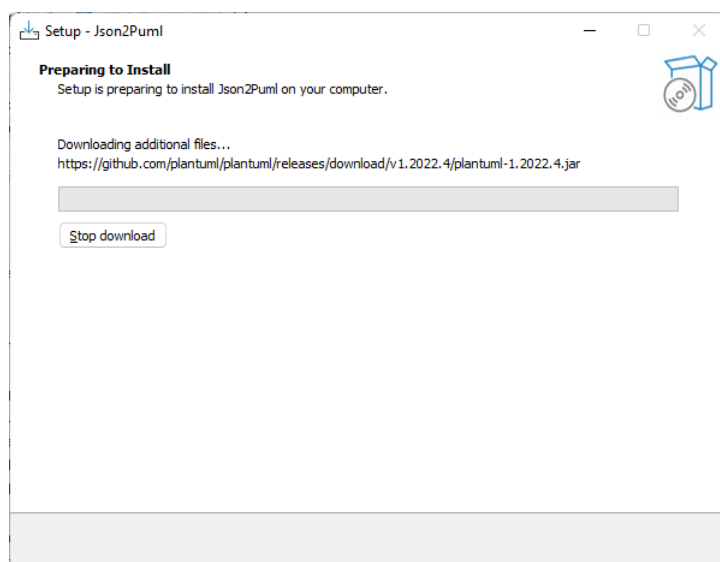 Setup - Json2Puml
Preparing to Install
Setup is preparing to install Json2Puml on your computer.
Downloading additional files...
https://github.com/plantuml/plantuml/releases/download/v1.2022.4/plantuml-1.2022.4.jar
Stop download